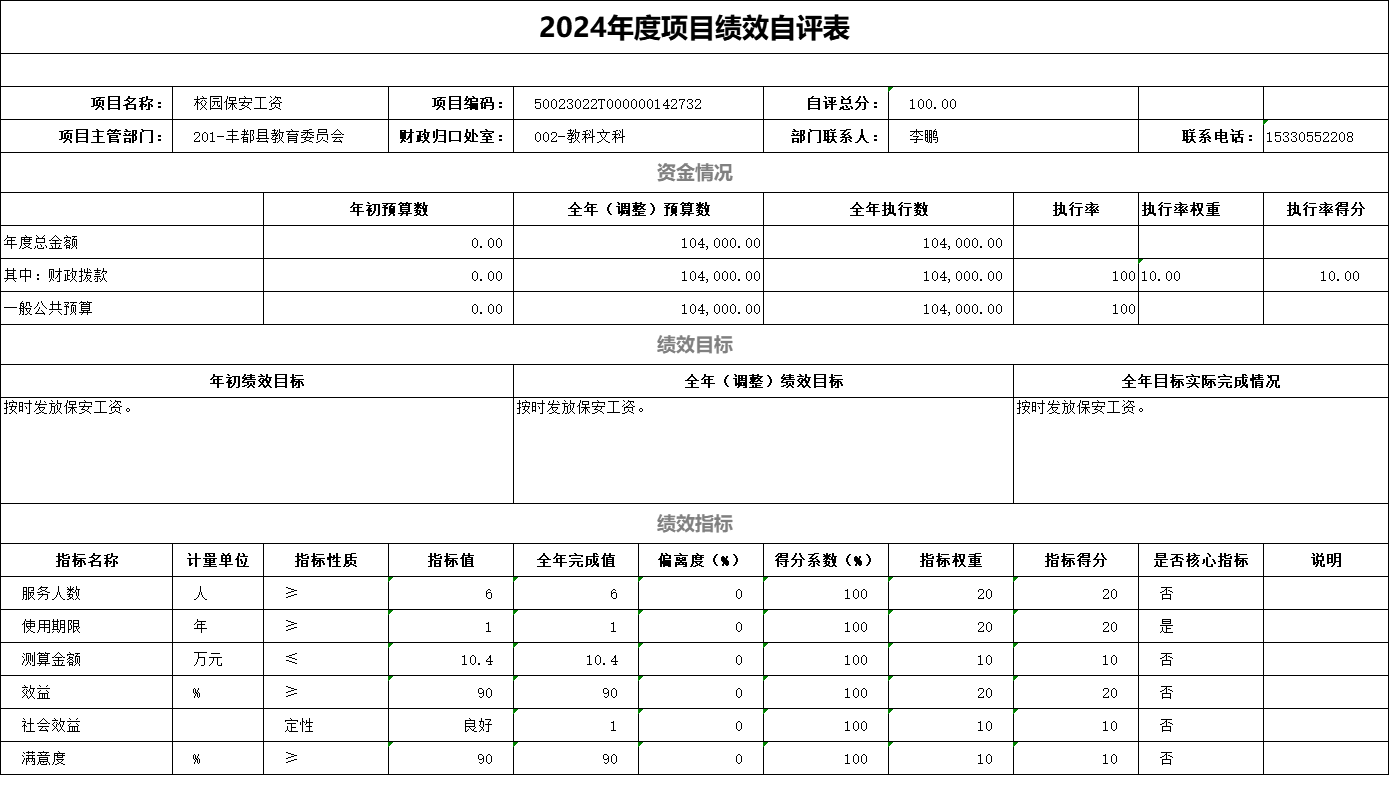 2024年度项目绩效自评表
项目名称： 校园保安工资 项目编码： 50023022T000000142732 自评总分： 100.00
项目主管部门： 201-丰都县教育委员会 财政归口处室： 002-教科文科 部门联系人： 李鹏 联系电话： 15330552208
资金情况
年初预算数 全年（调整）预算数 全年执行数 执行率 执行率权重 执行率得分
年度总金额 0.00 104,000.00 104,000.00
其中：财政拨款 0.00 104,000.00 104,000.00 100 10.00 10.00
一般公共预算 0.00 104,000.00 104,000.00 100
绩效目标
年初绩效目标 全年（调整）绩效目标 全年目标实际完成情况
按时发放保安工资。 按时发放保安工资。 按时发放保安工资。
绩效指标
指标名称 计量单位 指标性质 指标值 全年完成值 偏离度（%） 得分系数（%） 指标权重 指标得分 是否核心指标 说明
服务人数 人 ≥ 6 6 0 100 20 20 否
使用期限 年 ≥ 1 1 0 100 20 20 是
测算金额 万元 ≤ 10.4 10.4 0 100 10 10 否
效益 % ≥ 90 90 0 100 20 20 否
社会效益 定性 良好 1 0 100 10 10 否
满意度 % ≥ 90 90 0 100 10 10 否